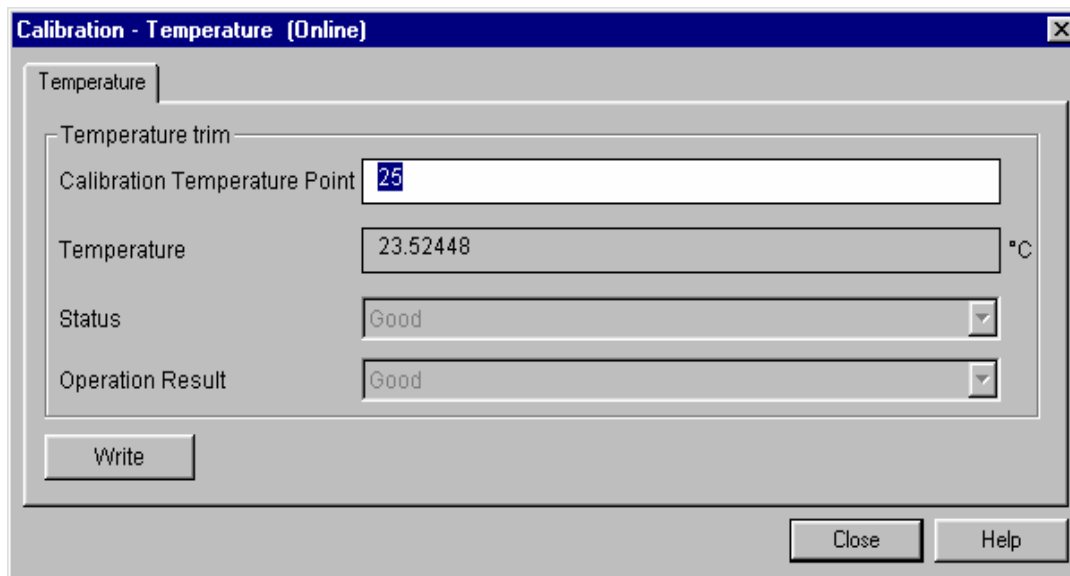 Calibration - Temperature (Online)
Temperature
Temperature trim
Calibration Temperature Point 25
Temperature 23.52448 °C
Status Good
Operation Result Good
Write
Close Help